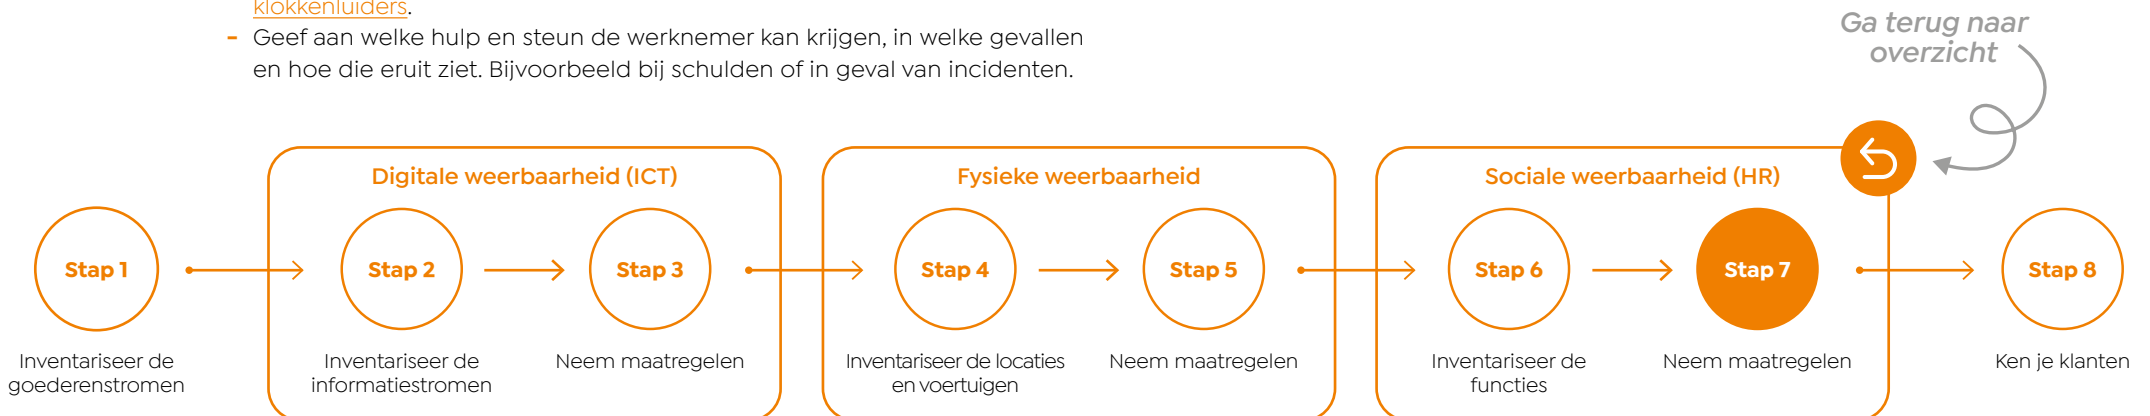 klokkenluiders.
- Geef aan welke hulp en steun de werknemer kan krijgen, in welke gevallen
en hoe die eruit ziet. Bijvoorbeeld bij schulden of in geval van incidenten.
Ga terug naar
overzicht
Digitale weerbaarheid (ICT)
Fysieke weerbaarheid
Sociale weerbaarheid (HR)
Stap 1
Stap 2
Stap 3
Stap 4
Stap 5
Stap 6
Stap 7
Stap 8
Inventariseer de
goederenstromen
Inventariseer de
informatiestromen
Neem maatregelen
Inventariseer de locaties
en voertuigen
Neem maatregelen
Inventariseer de
functies
Neem maatregelen
Ken je klanten